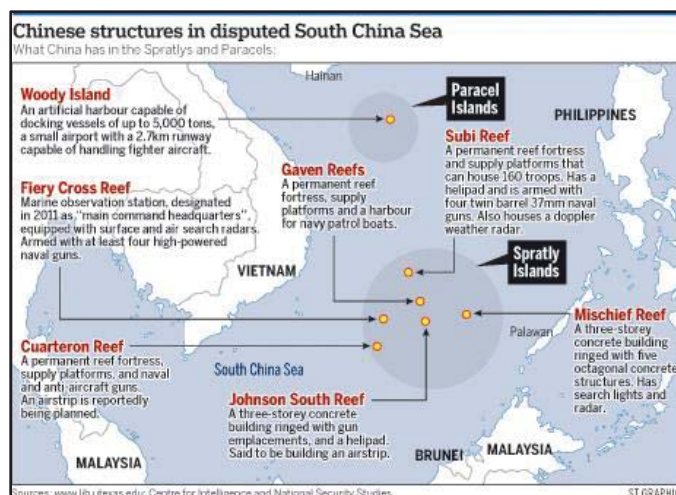 Chinese structures in disputed South China Sea
What China has in the Spratlys and Paracels:
Hainan
Paracel
Islands
PHILIPPINES
Woody Island
An artificial harbour capable of
docking vessels of up to 5,000 tons,
a small airport with a 2.7km runway
capable of handling fighter aircraft.
Subi Reef
A permanent reef fortress
and supply platforms that
can house 160 troops. Has a
helipad and is armed with
four twin barrel 37mm naval
guns. Also houses a doppler
weather radar.
Gaven Reefs
A permanent reef
fortress, supply
platforms and a harbour
for navy patrol boats.
Fiery Cross Reef
Marine observation station, designated
in 2011 as "main command headquarters",
equipped with surface and air search radars.
Armed with at least four high-powered
naval guns.
VIETNAM
Spratly
Islands
Mischief Reef
A three-storey
concrete building
ringed with five
octagonal concrete
structures. Has
search lights and
radar.
Palawan
Cuarteron Reef
A permanent reef fortress,
supply platforms, and naval
and anti-aircraft guns.
An airstrip is reportedly
being planned.
South China Sea
Johnson South Reef
A three-storey concrete
building ringed with gun
emplacements, and a helipad.
Said to be building an airstrip.
MALAYSIA
BRUNEI
MALAYSIA
Sources: www.lib.utexas.edu; Centre for Intelligence and National Security Studies
ST GRAPHI